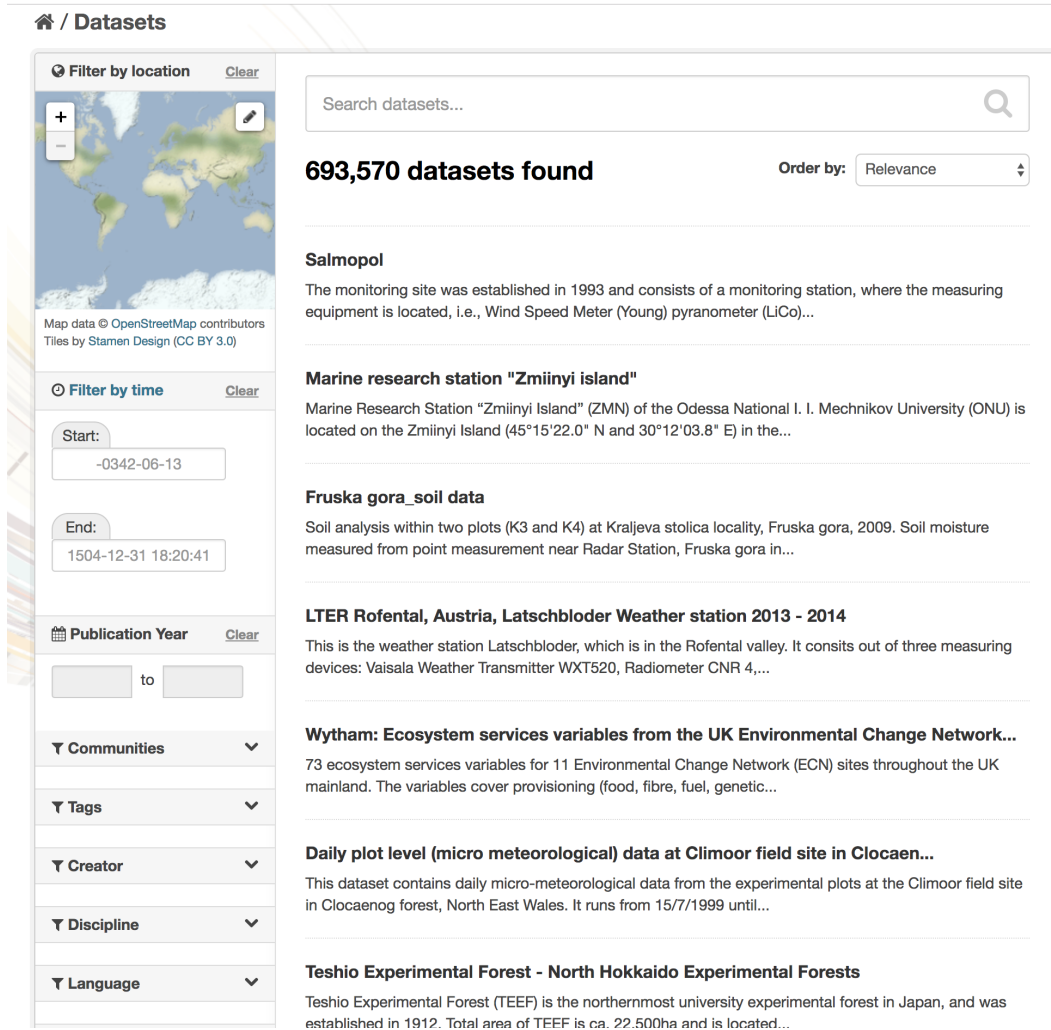 / Datasets
Filter by location Clear
+
−
Map data © OpenStreetMap contributors
Tiles by Stamen Design (CC BY 3.0)
Filter by time Clear
Start:
-0342-06-13
End:
1504-12-31 18:20:41
Publication Year Clear
to
Communities
Tags
Creator
Discipline
Language
Search datasets...
693,570 datasets found
Order by: Relevance
Salmopol
The monitoring site was established in 1993 and consists of a monitoring station, where the measuring
equipment is located, i.e., Wind Speed Meter (Young) pyranometer (LiCo)...
Marine research station "Zmiinyi island"
Marine Research Station “Zmiinyi Island” (ZMN) of the Odessa National I. I. Mechnikov University (ONU) is
located on the Zmiinyi Island (45°15'22.0" N and 30°12'03.8" E) in the...
Fruska gora_soil data
Soil analysis within two plots (K3 and K4) at Kraljeva stolica locality, Fruska gora, 2009. Soil moisture
measured from point measurement near Radar Station, Fruska gora in...
LTER Rofental, Austria, Latschbloder Weather station 2013 - 2014
This is the weather station Latschbloder, which is in the Rofental valley. It consits out of three measuring
devices: Vaisala Weather Transmitter WXT520, Radiometer CNR 4,...
Wytham: Ecosystem services variables from the UK Environmental Change Network...
73 ecosystem services variables for 11 Environmental Change Network (ECN) sites throughout the UK
mainland. The variables cover provisioning (food, fibre, fuel, genetic...
Daily plot level (micro meteorological) data at Climoor field site in Clocaen...
This dataset contains daily micro-meteorological data from the experimental plots at the Climoor field site
in Clocaenog forest, North East Wales. It runs from 15/7/1999 until...
Teshio Experimental Forest - North Hokkaido Experimental Forests
Teshio Experimental Forest (TEEF) is the northernmost university experimental forest in Japan, and was
established in 1912. Total area of TEEF is ca. 22,500ha and is located...